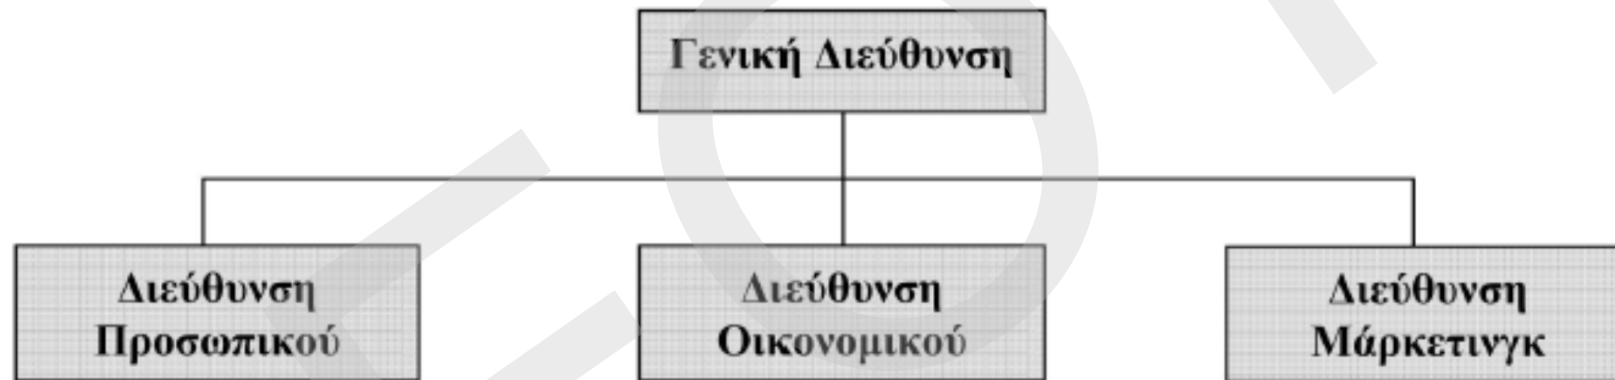 Γενική Διεύθυνση
Διεύθυνση
Προσωπικού
Διεύθυνση
Οικονομικού
Διεύθυνση
Μάρκετινγκ